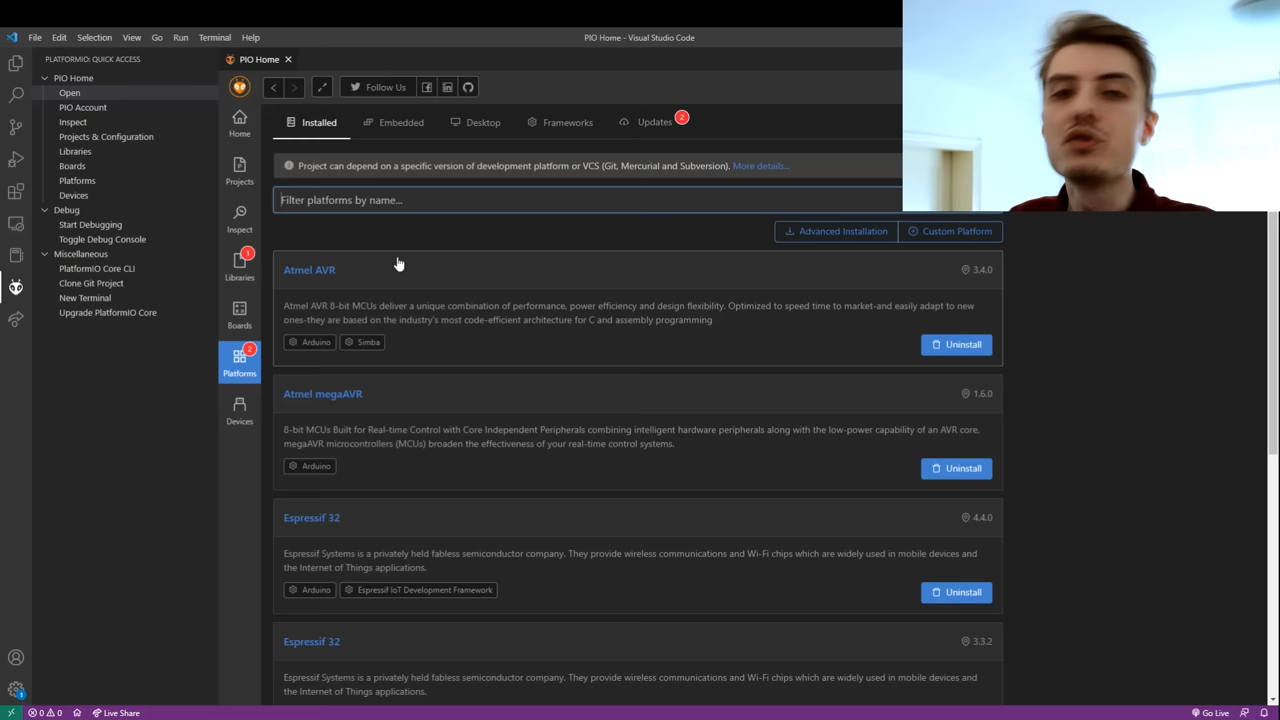 File Edit Selection View Go Run Terminal Help
PIO Home - Visual Studio Code
PLATFORMIO: QUICK ACCESS
PIO Home
Open
PIO Account
Inspect
Projects & Configuration
Libraries
Boards
Platforms
Devices
Debug
Start Debugging
Toggle Debug Console
Miscellaneous
PlatformIO Core CLI
Clone Git Project
New Terminal
Upgrade PlatformIO Core
PIO Home
Follow Us
Home
Projects
Inspect
1
Libraries
Boards
2
Platforms
Devices
Installed Embedded Desktop Frameworks Updates 2
Project can depend on a specific version of development platform or VCS (Git, Mercurial and Subversion). More details...
Filter platforms by name...
Advanced Installation Custom Platform
Atmel AVR 3.4.0
Atmel AVR 8-bit MCUs deliver a unique combination of performance, power efficiency and design flexibility. Optimized to speed time to market-and easily adapt to new
ones-they are based on the industry's most code-efficient architecture for C and assembly programming
Arduino Simba
Uninstall
Atmel megaAVR 1.6.0
8-bit MCUs Built for Real-time Control with Core Independent Peripherals combining intelligent hardware peripherals along with the low-power capability of an AVR core,
megaAVR microcontrollers (MCUs) broaden the effectiveness of your real-time control systems.
Arduino
Uninstall
Espressif 32 4.4.0
Espressif Systems is a privately held fabless semiconductor company. They provide wireless communications and Wi-Fi chips which are widely used in mobile devices and
the Internet of Things applications.
Arduino Espressif IoT Development Framework
Uninstall
Espressif 32 3.3.2
Espressif Systems is a privately held fabless semiconductor company. They provide wireless communications and Wi-Fi chips which are widely used in mobile devices and
the Internet of Things applications.
1
0 0 Live Share
Go Live